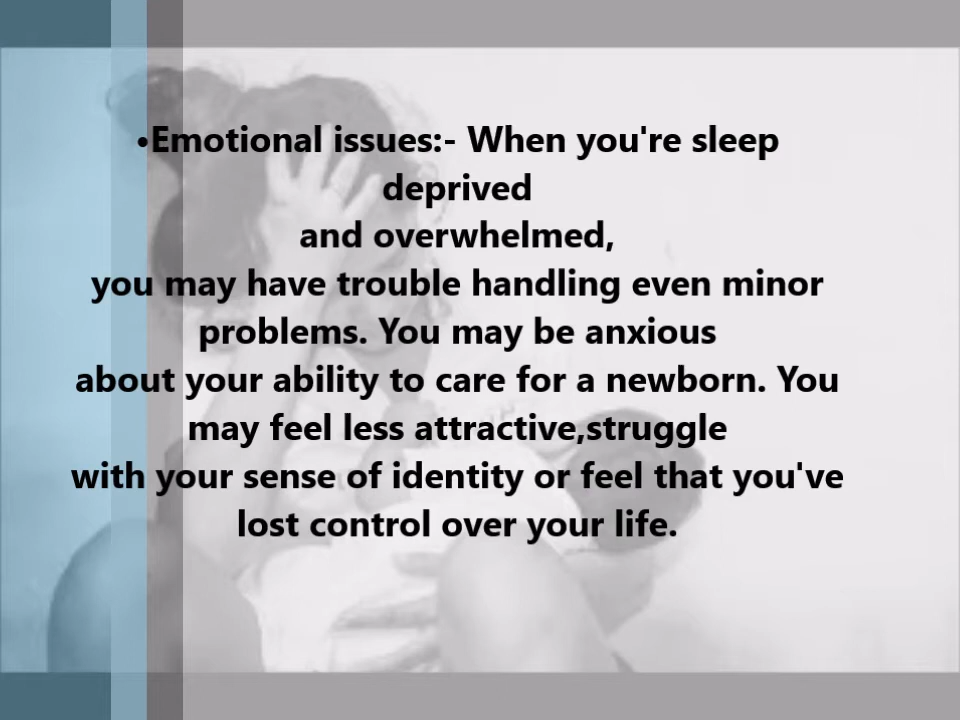 •Emotional issues:- When you're sleep
deprived
and overwhelmed,
you may have trouble handling even minor
problems. You may be anxious
about your ability to care for a newborn. You
may feel less attractive,struggle
with your sense of identity or feel that you've
lost control over your life.